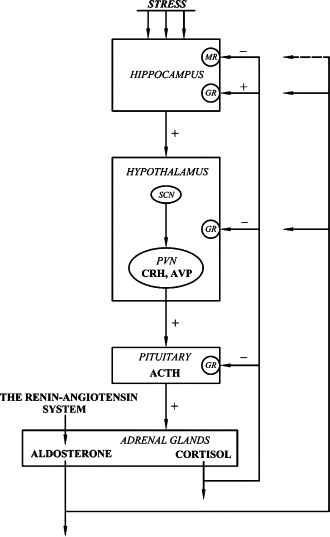 STRESS
MR
–
HIPPOCAMPUS
GR
+
+
HYPOTHALAMUS
SCN
GR
–
PVN
CRH, AVP
+
PITUITARY
ACTH
GR
–
THE RENIN-ANGIOTENSIN
SYSTEM
+
ADRENAL GLANDS
ALDOSTERONE
CORTISOL